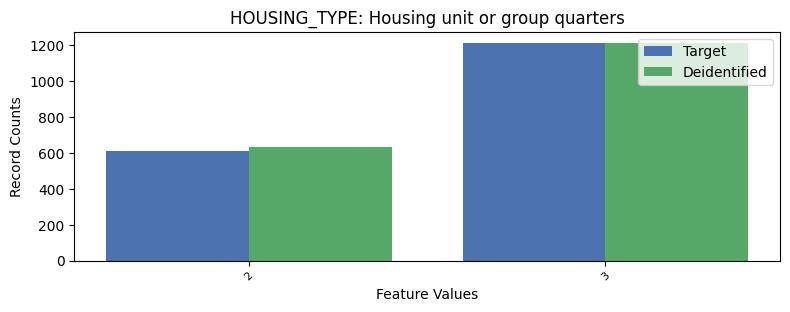 HOUSING_TYPE: Housing unit or group quarters
Record Counts
1200
1000
800
600
400
200
0
Target
Deidentified
2
3
Feature Values